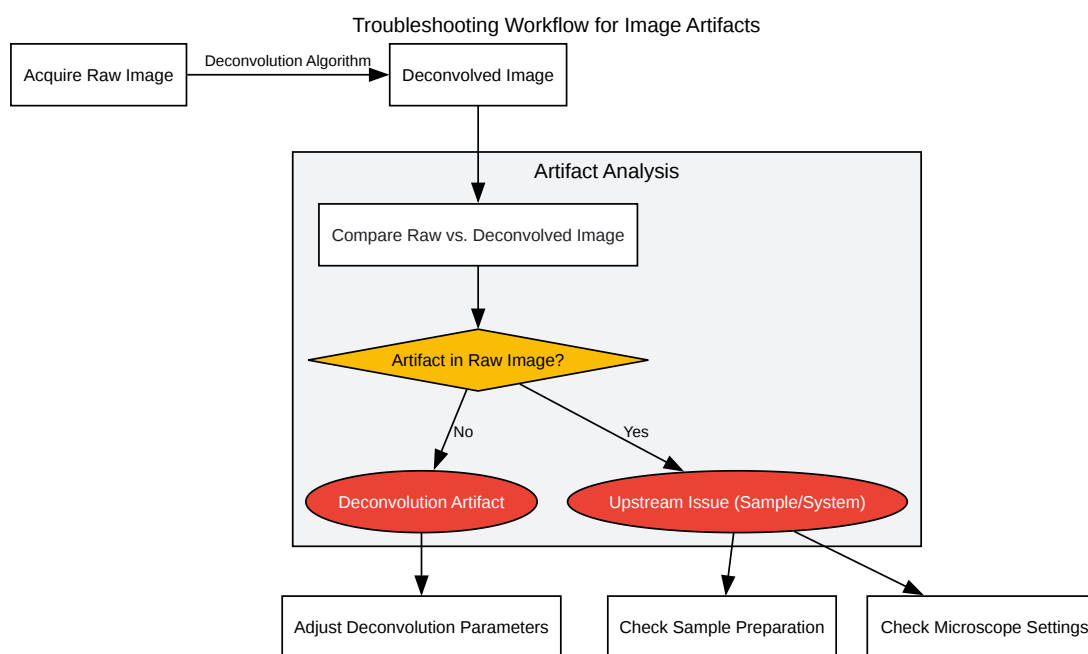 Troubleshooting Workflow for Image Artifacts
Acquire Raw Image
Deconvolution Algorithm
Deconvolved Image
Artifact Analysis
Compare Raw vs. Deconvolved Image
Artifact in Raw Image?
No
Yes
Deconvolution Artifact
Upstream Issue (Sample/System)
Adjust Deconvolution Parameters
Check Sample Preparation
Check Microscope Settings